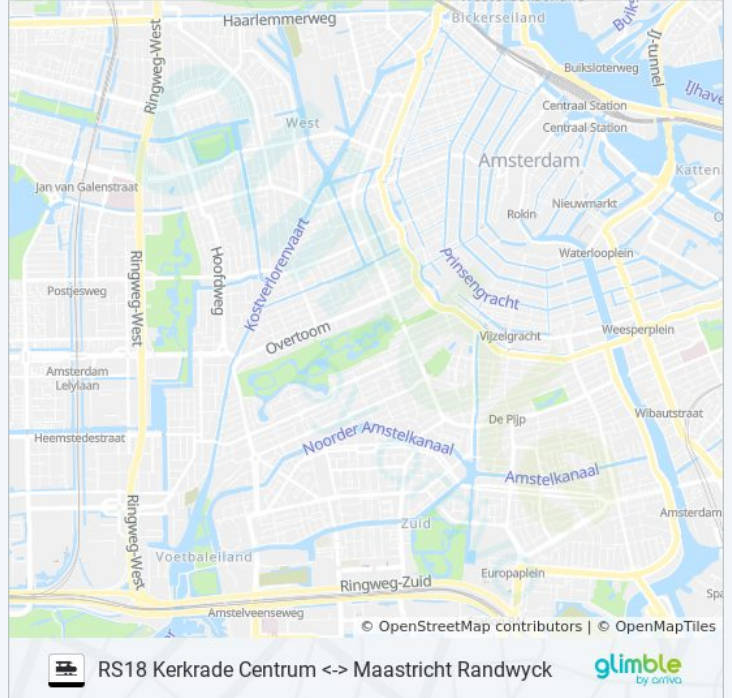 Haarlemmerweg
Bickerseiland
Buiks
IJ-tunnel
Ringweg-West
Buiksloterweg
IJhave
Centraal Station
West
Centraal Station
Amsterdam
Katten
Jan van Galenstraat
Nieuwmarkt
Rokin
O
Kostverlorenvaart
Hoofdweg
Waterlooplein
Ringweg-West
Prinsengracht
Postjesweg
Overtoom
Vijzelgracht
Weesperplein
Amsterdam
Lelylaan
De Pijp
Wibautstraat
Heemstedestraat
Noorder Amstelkanaal
Amstelkanaal
Ringweg-West
Amsterdam
Zuid
Voetbaleiland
Europaplein
Ringweg-Zuid
Spa
Amstelveenseweg
© OpenStreetMap contributors | © OpenMapTiles
RS18 Kerkrade Centrum <-> Maastricht Randwyck
glimble
by arriva